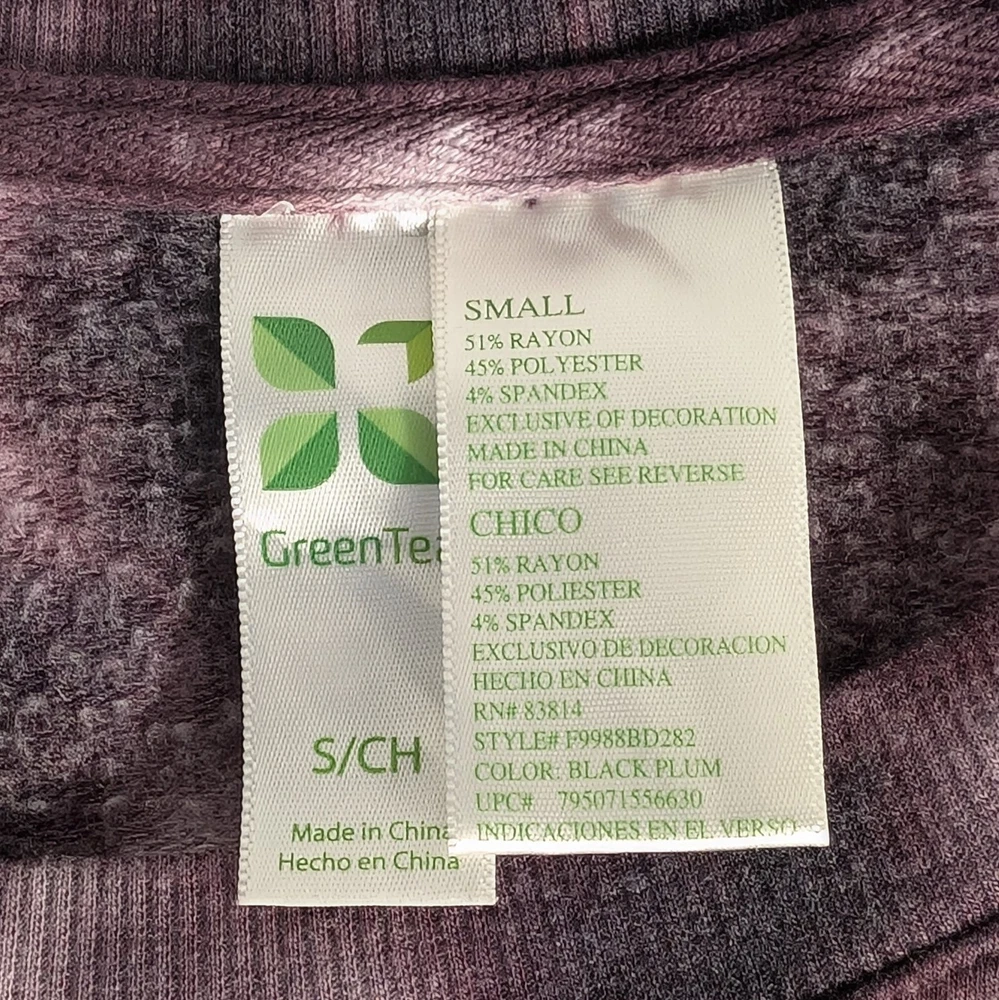 GreenTea
S/CH
Made in China
Hecho en China
SMALL
51% RAYON
45% POLYESTER
4% SPANDEX
EXCLUSIVE OF DECORATION
MADE IN CHINA
FOR CARE SEE REVERSE
CHICO
51% RAYON
45% POLIESTER
4% SPANDEX
EXCLUSIVO DE DECORACION
HECHO EN CHINA
RN# 83814
STYLE# F9988BD282
COLOR: BLACK PLUM
UPC# 795071556630
INDICACIONES EN EL VERSO